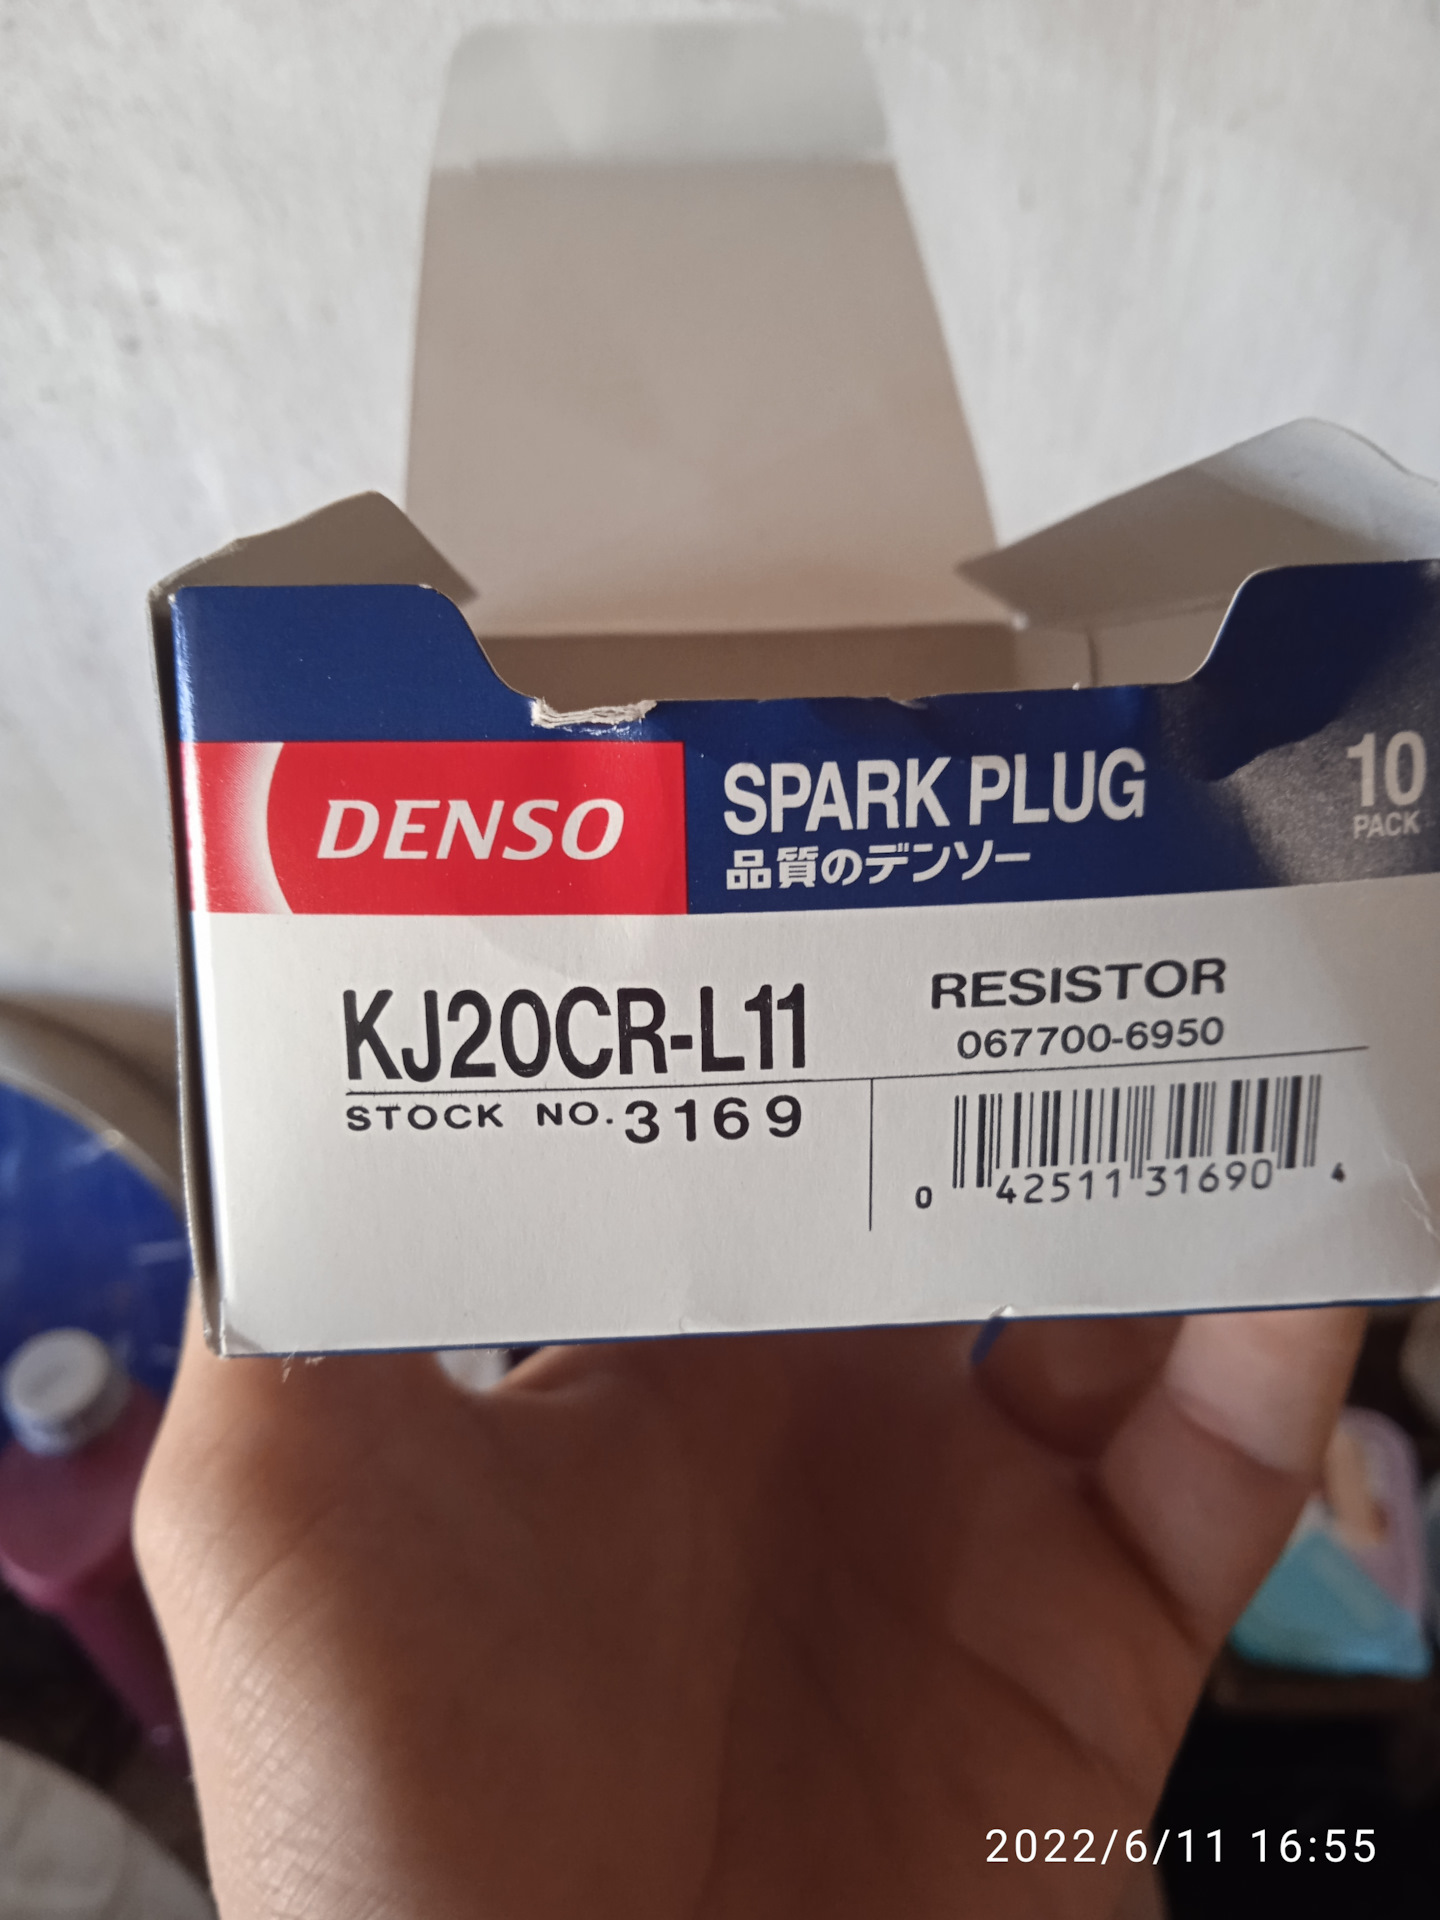 DENSO
SPARK PLUG
品質のデンソー
10
PACK
KJ20CR-L11
RESISTOR
067700-6950
STOCK NO. 3169
0 42511 31690 4
2022/6/11 16:55